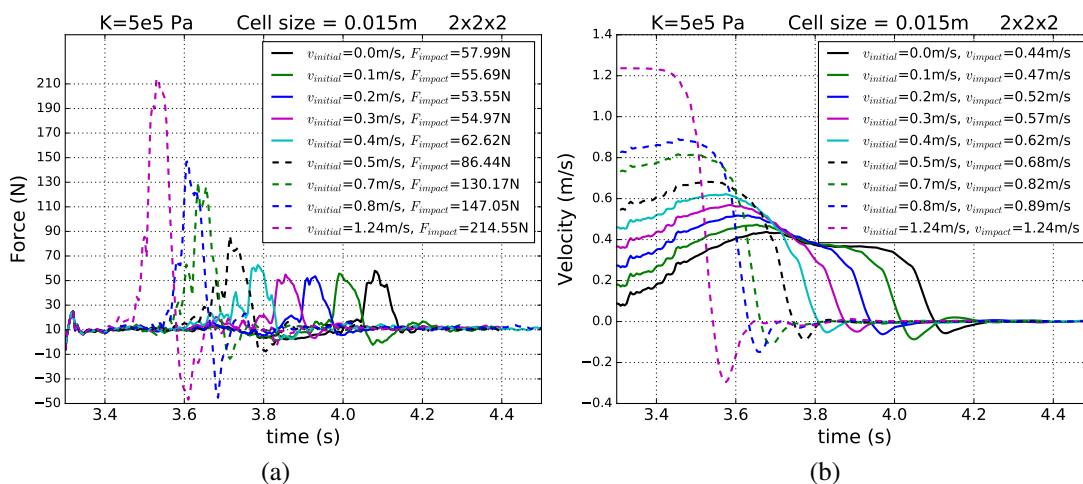 K=5e5 Pa Cell size = 0.015m 2x2x2
210
190
170
150
130
110
90
70
50
30
10
−10
−30
−50
Force (N)
v_initial=0.0m/s, F_impact=57.99N
v_initial=0.1m/s, F_impact=55.69N
v_initial=0.2m/s, F_impact=53.55N
v_initial=0.3m/s, F_impact=54.97N
v_initial=0.4m/s, F_impact=62.62N
v_initial=0.5m/s, F_impact=86.44N
v_initial=0.7m/s, F_impact=130.17N
v_initial=0.8m/s, F_impact=147.05N
v_initial=1.24m/s, F_impact=214.55N
3.4 3.6 3.8 4.0 4.2 4.4
time (s)
(a)
K=5e5 Pa Cell size = 0.015m 2x2x2
1.4
1.2
1.0
0.8
0.6
0.4
0.2
0.0
−0.2
−0.4
Velocity (m/s)
v_initial=0.0m/s, v_impact=0.44m/s
v_initial=0.1m/s, v_impact=0.47m/s
v_initial=0.2m/s, v_impact=0.52m/s
v_initial=0.3m/s, v_impact=0.57m/s
v_initial=0.4m/s, v_impact=0.62m/s
v_initial=0.5m/s, v_impact=0.68m/s
v_initial=0.7m/s, v_impact=0.82m/s
v_initial=0.8m/s, v_impact=0.89m/s
v_initial=1.24m/s, v_impact=1.24m/s
3.4 3.6 3.8 4.0 4.2 4.4
time (s)
(b)